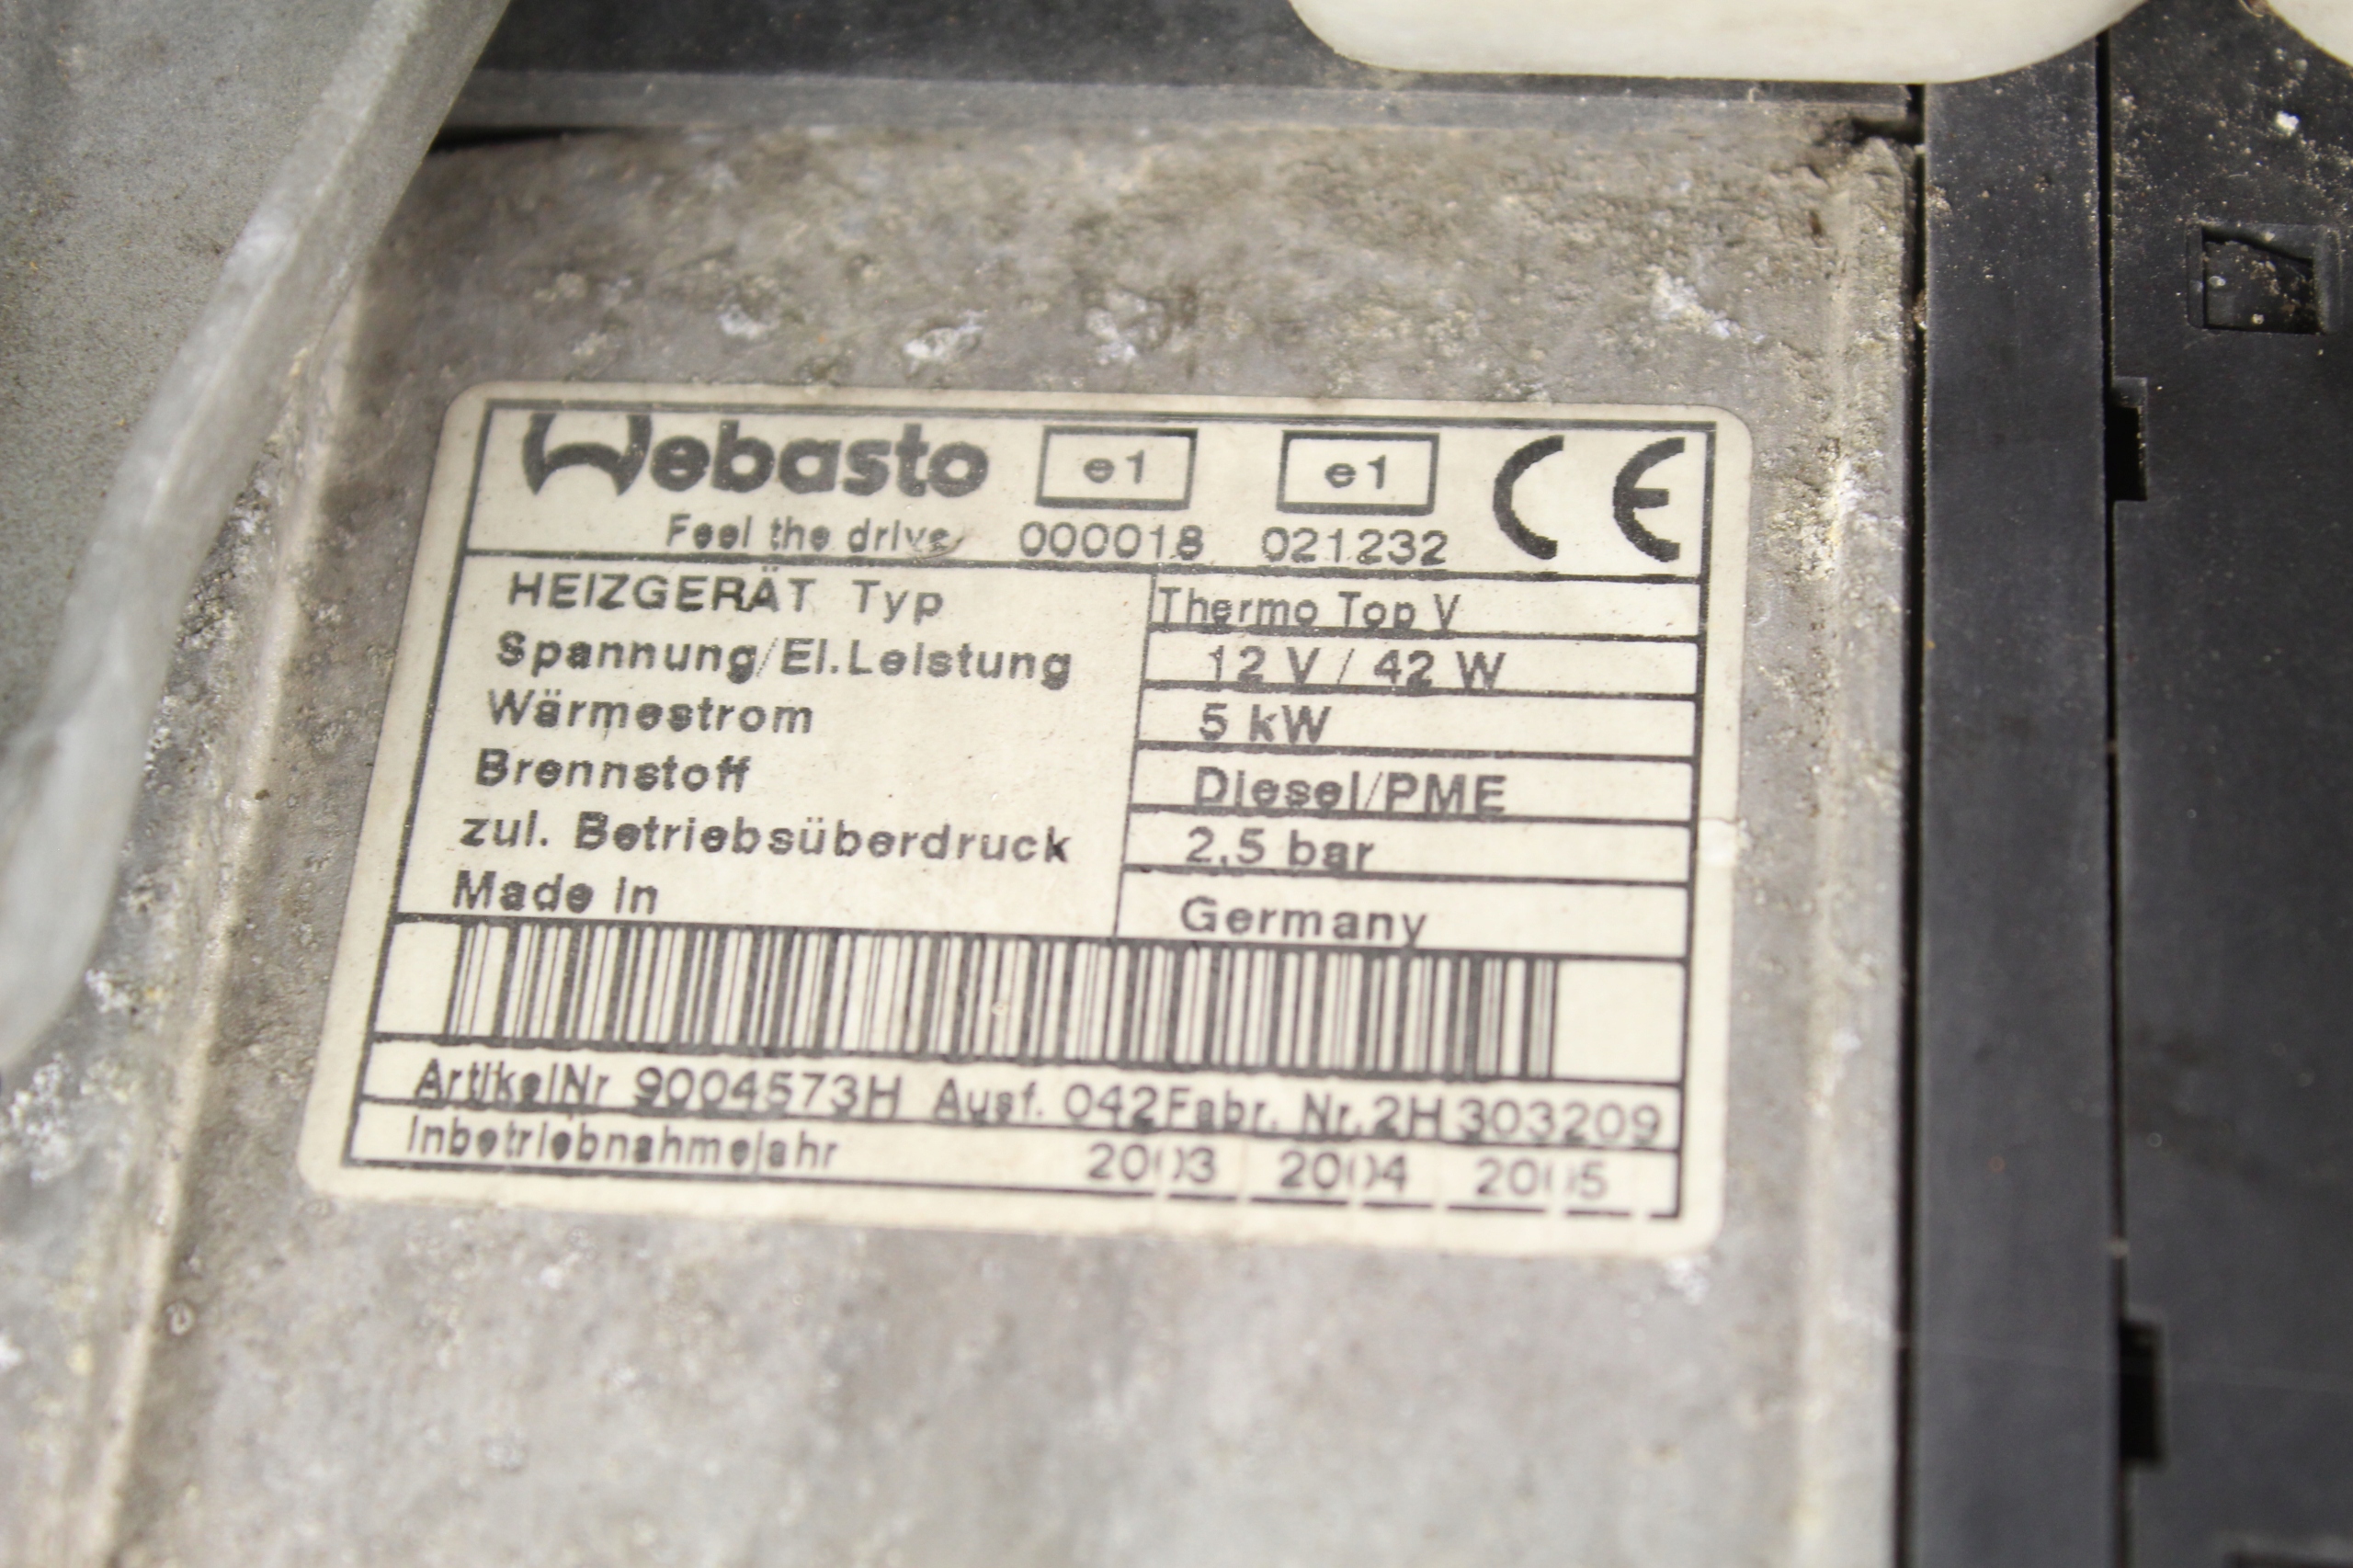 Webasto e1 e1 CE
Feel the drive 000018 021232
HEIZGERÄT Typ Thermo Top V
Spannung/El.Leistung 12 V / 42 W
Wärmestrom 5 kW
Brennstoff Diesel/PME
zul. Betriebsüberdruck 2,5 bar
Made in Germany
ArtikelNr 9004573H Ausf. 042 Fabr. Nr. 2H303209
Inbetriebnahmejahr 2003 2004 2005